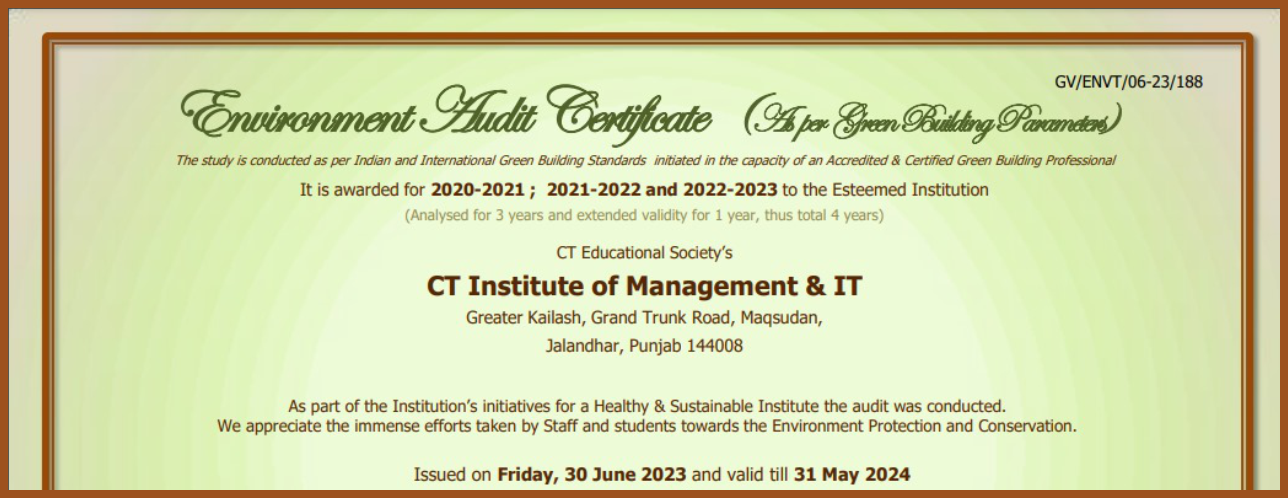 GV/ENVT/06-23/188
Environment Audit Certificate (As per Green Building Parameters)
The study is conducted as per Indian and International Green Building Standards initiated in the capacity of an Accredited & Certified Green Building Professional
It is awarded for 2020-2021 ; 2021-2022 and 2022-2023 to the Esteemed Institution
(Analysed for 3 years and extended validity for 1 year, thus total 4 years)
CT Educational Society’s
CT Institute of Management & IT
Greater Kailash, Grand Trunk Road, Maqsudan,
Jalandhar, Punjab 144008
As part of the Institution’s initiatives for a Healthy & Sustainable Institute the audit was conducted.
We appreciate the immense efforts taken by Staff and students towards the Environment Protection and Conservation.
Issued on Friday, 30 June 2023 and valid till 31 May 2024